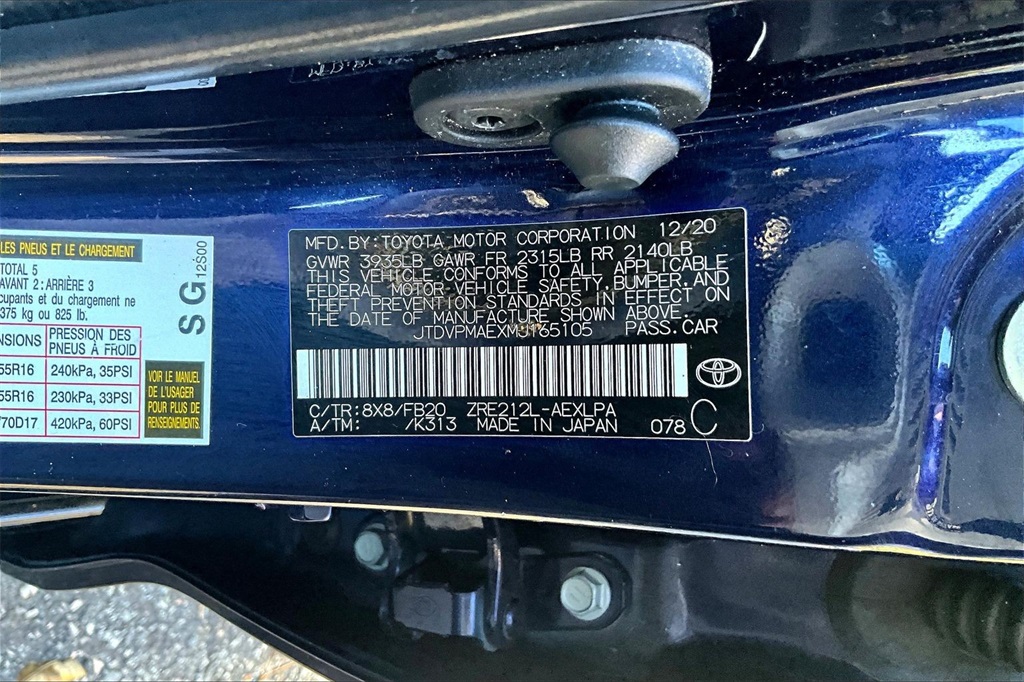 LES PNEUS ET LE CHARGEMENT
TOTAL 5
AVANT 2: ARRIÈRE 3
cupants et du chargement ne
375 kg ou 825 lb.
ENSIONS PRESSION DES PNEUS À FROID
55R16 240kPa, 35PSI
55R16 230kPa, 33PSI
70D17 420kPa, 60PSI
VOIR LE MANUEL
DE L'USAGER
POUR PLUS DE
RENSEIGNEMENTS
SG 12S00
MFD.BY:TOYOTA MOTOR CORPORATION 12/20
GVWR 3935LB GAWR FR 2315LB RR 2140LB
THIS VEHICLE CONFORMS TO ALL APPLICABLE
FEDERAL MOTOR VEHICLE SAFETY,BUMPER,AND
THEFT PREVENTION STANDARDS IN EFFECT ON
THE DATE OF MANUFACTURE SHOWN ABOVE.
JTDVPMAEXMJ165105 PASS.CAR
C/TR:8X8/FB20 ZRE212L-AEXLPA
A/TM: /K313 MADE IN JAPAN 078 C